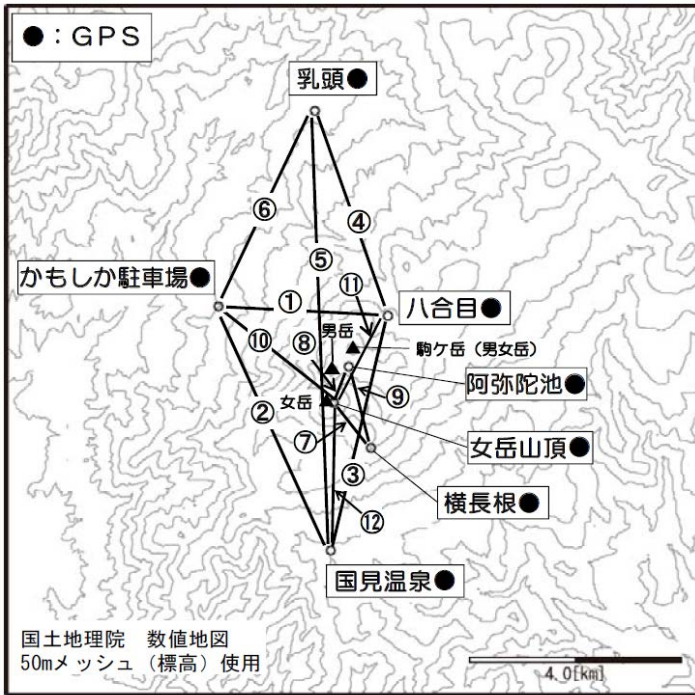 ●：GPS
乳頭●
⑥
④
⑤
かもしか駐車場●
①
⑪
八合目●
男岳
駒ケ岳（男女岳）
⑩
⑧
阿弥陀池●
②
女岳
⑨
⑦
女岳山頂●
③
横長根●
⑫
国見温泉●
国土地理院　数値地図
50mメッシュ（標高）使用
4.0[km]